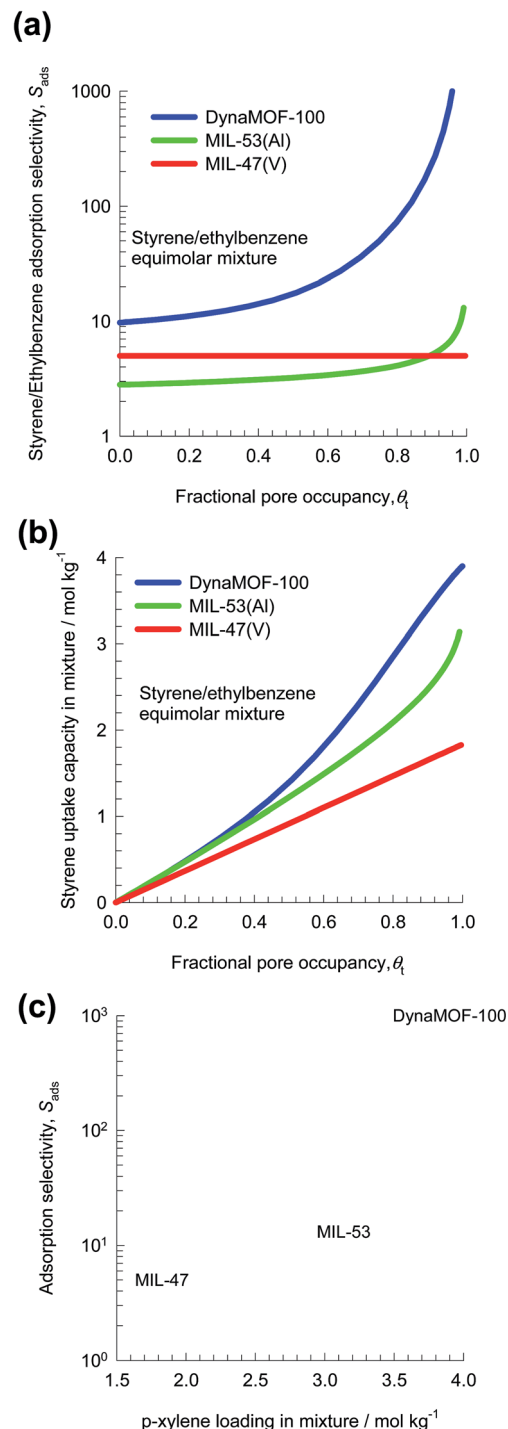 (a)
Styrene/Ethylbenzene adsorption selectivity, Sads
1000
100
10
1
DynaMOF-100
MIL-53(Al)
MIL-47(V)
Styrene/ethylbenzene
equimolar mixture
0.0 0.2 0.4 0.6 0.8 1.0
Fractional pore occupancy,θt
(b)
Styrene uptake capacity in mixture / mol kg-1
4
3
2
1
0
DynaMOF-100
MIL-53(Al)
MIL-47(V)
Styrene/ethylbenzene
equimolar mixture
0.0 0.2 0.4 0.6 0.8 1.0
Fractional pore occupancy,θt
(c)
Adsorption selectivity, Sads
10³
10²
10¹
10⁰
DynaMOF-100
MIL-53
MIL-47
1.5 2.0 2.5 3.0 3.5 4.0
p-xylene loading in mixture / mol kg-1